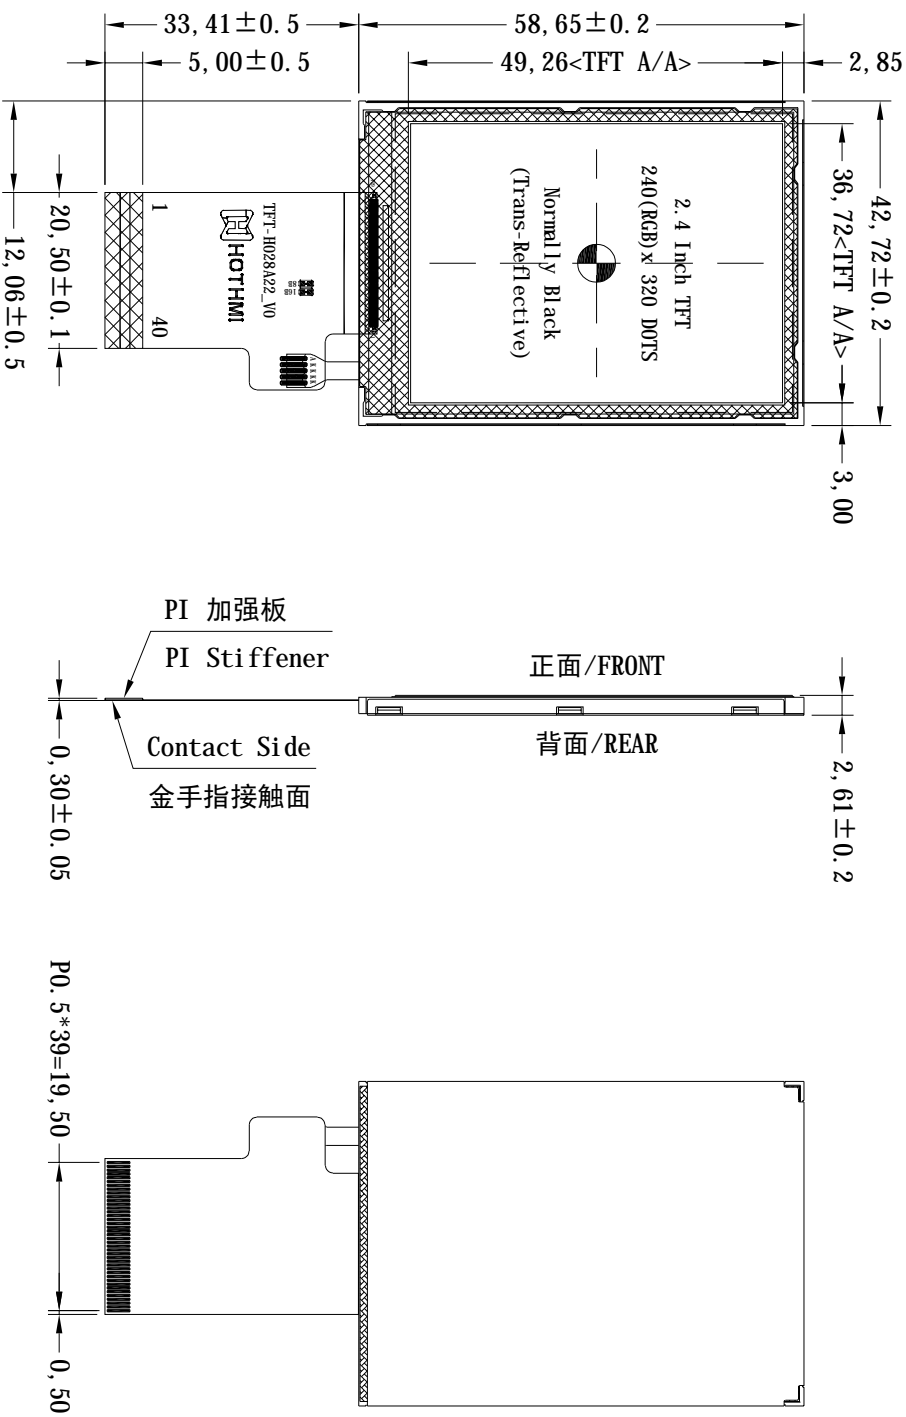 33,41±0.5
58,65±0.2
5,00±0.5
49,26<TFT A/A>
2,85
42,72±0.2
36,72<TFT A/A>
3,00
20,50±0.1
12,06±0.5
2.4 Inch TFT
240(RGB)x 320 DOTS
Normally Black
(Trans-Reflective)
TFT-H028A22_V0
HOTHMI
1
40
PI 加强板
PI Stiffener
Contact Side
金手指接触面
0,30±0.05
正面/FRONT
背面/REAR
2,61±0.2
P0.5*39=19,50
0,50